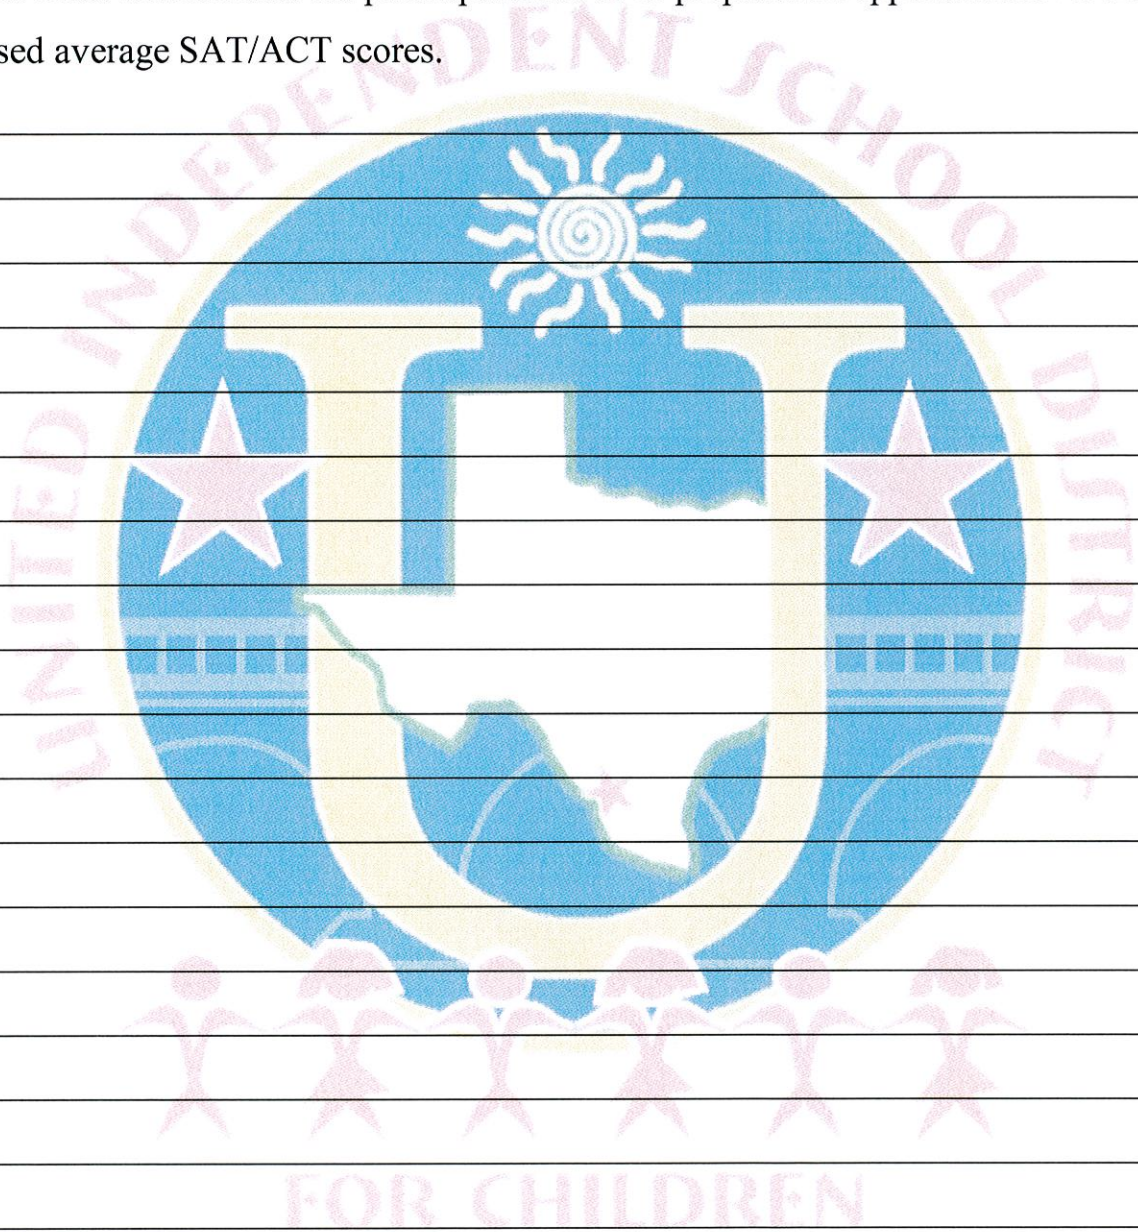 sed average SAT/ACT scores.
UNITED INDEPENDENT SCHOOL DISTRICT
U
FOR CHILDREN